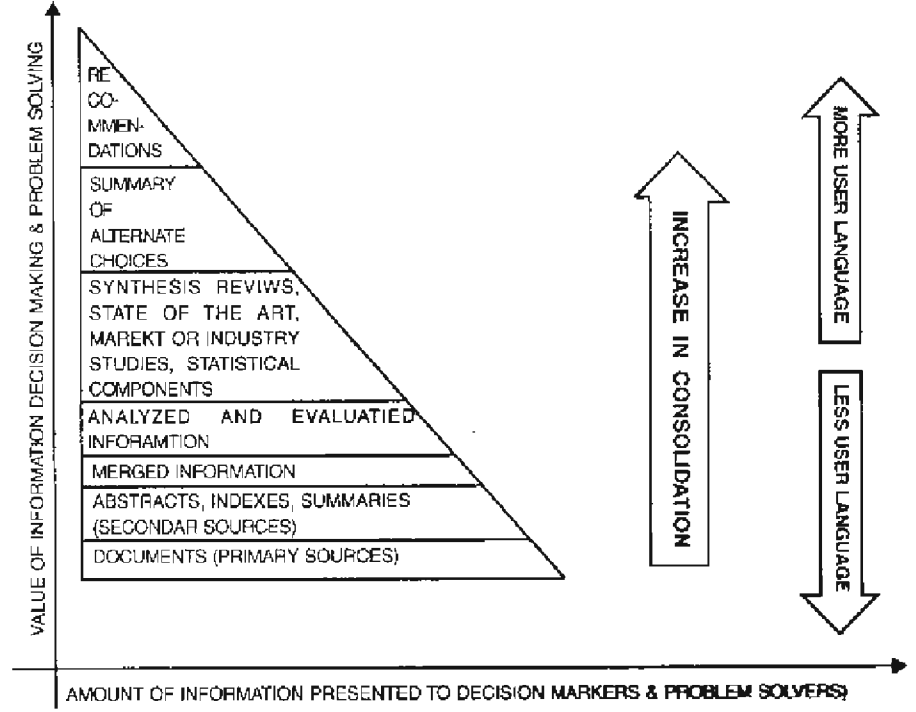 VALUE OF INFORMATION DECISION MAKING & PROBLEM SOLVING
RE
CO-
MMEN-
DATIONS
SUMMARY
OF
ALTERNATE
CHOICES
SYNTHESIS REVIWS,
STATE OF THE ART,
MAREKT OR INDUSTRY
STUDIES, STATISTICAL
COMPONENTS
ANALYZED AND EVALUATIED
INFORAMTION
MERGED INFORMATION
ABSTRACTS, INDEXES, SUMMARIES
(SECONDAR SOURCES)
DOCUMENTS (PRIMARY SOURCES)
INCREASE IN CONSOLIDATION
MORE USER LANGUAGE
LESS USER LANGUAGE
AMOUNT OF INFORMATION PRESENTED TO DECISION MARKERS & PROBLEM SOLVERS)